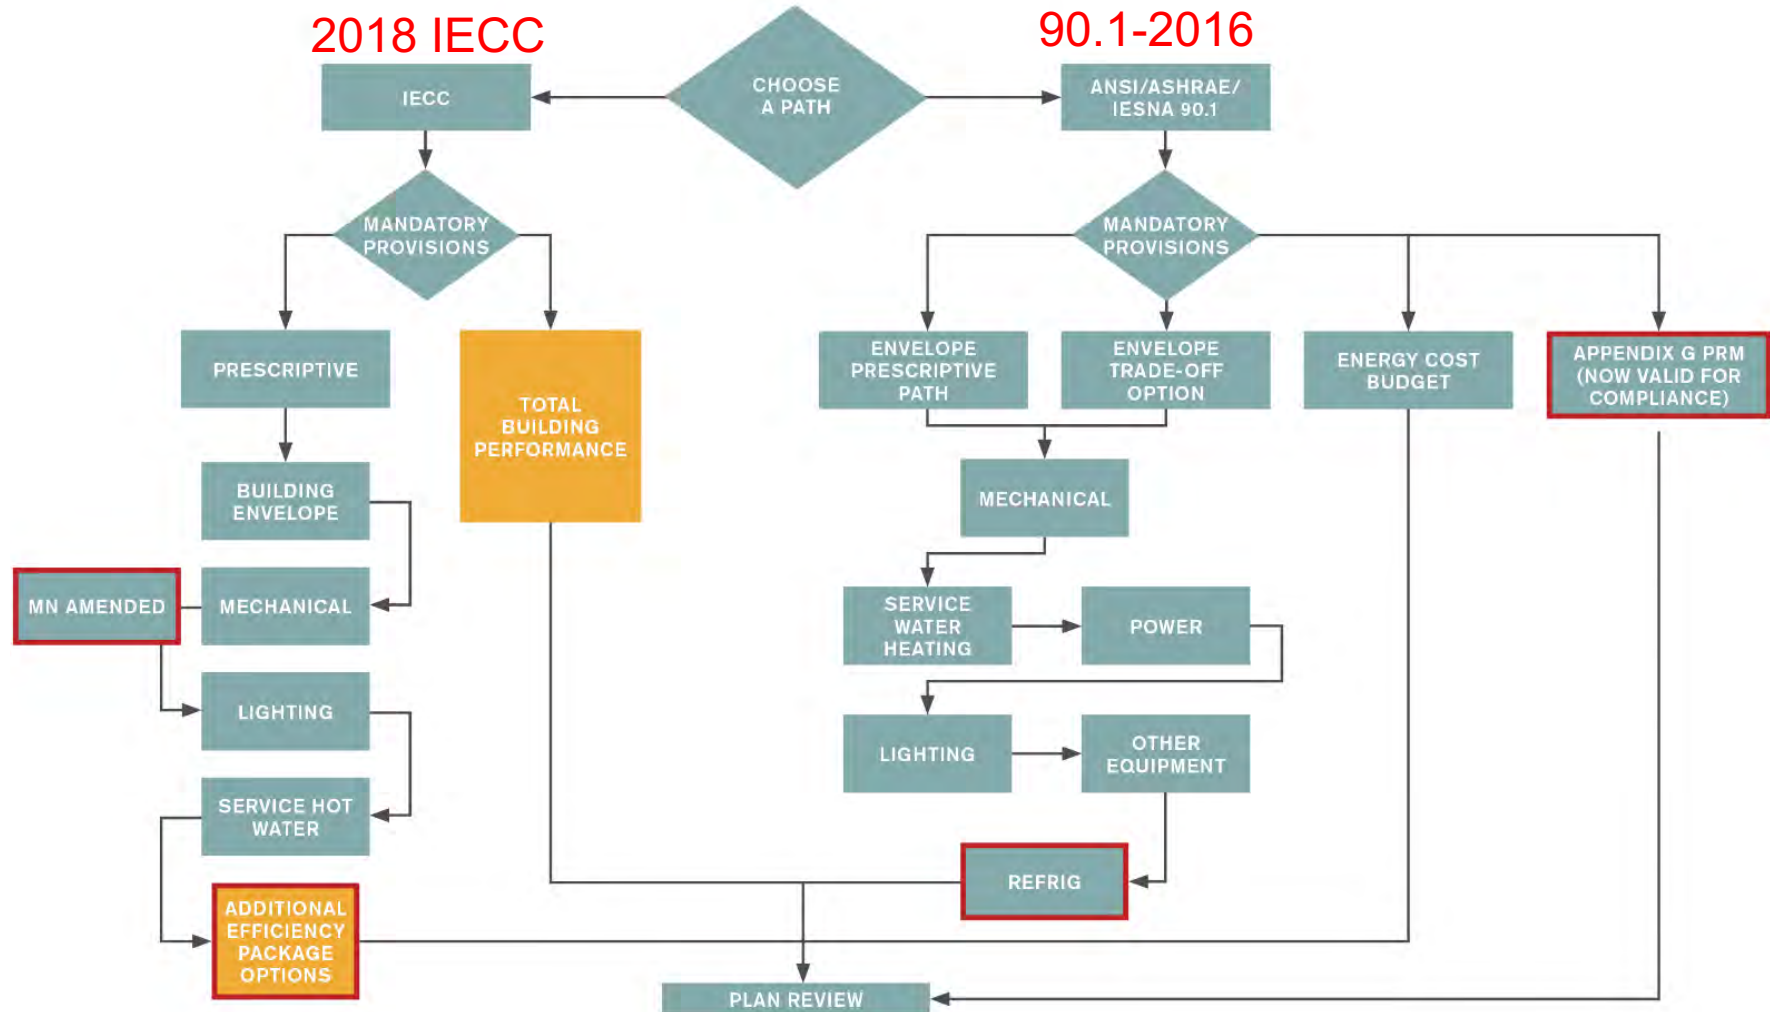 2018 IECC
90.1-2016
CHOOSE
A PATH
IECC
ANSI/ASHRAE/
IESNA 90.1
MANDATORY
PROVISIONS
MANDATORY
PROVISIONS
PRESCRIPTIVE
TOTAL
BUILDING
PERFORMANCE
ENVELOPE
PRESCRIPTIVE
PATH
ENVELOPE
TRADE-OFF
OPTION
ENERGY COST
BUDGET
APPENDIX G PRM
(NOW VALID FOR
COMPLIANCE)
BUILDING
ENVELOPE
MECHANICAL
MN AMENDED
MECHANICAL
SERVICE
WATER
HEATING
POWER
LIGHTING
LIGHTING
OTHER
EQUIPMENT
SERVICE HOT
WATER
REFRIG
ADDITIONAL
EFFICIENCY
PACKAGE
OPTIONS
PLAN REVIEW